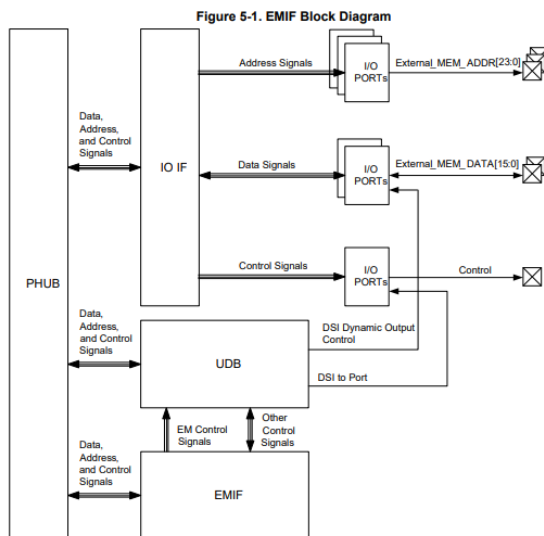 Figure 5-1. EMIF Block Diagram
Address Signals
I/O
PORTs
External_MEM_ADDR[23:0]
Data,
Address,
and Control
Signals
IO IF
Data Signals
I/O
PORTs
External_MEM_DATA[15:0]
Control Signals
I/O
PORTs
Control
PHUB
Data,
Address,
and Control
Signals
UDB
DSI Dynamic Output
Control
DSI to Port
EM Control
Signals
Other
Control
Signals
Data,
Address,
and Control
Signals
EMIF